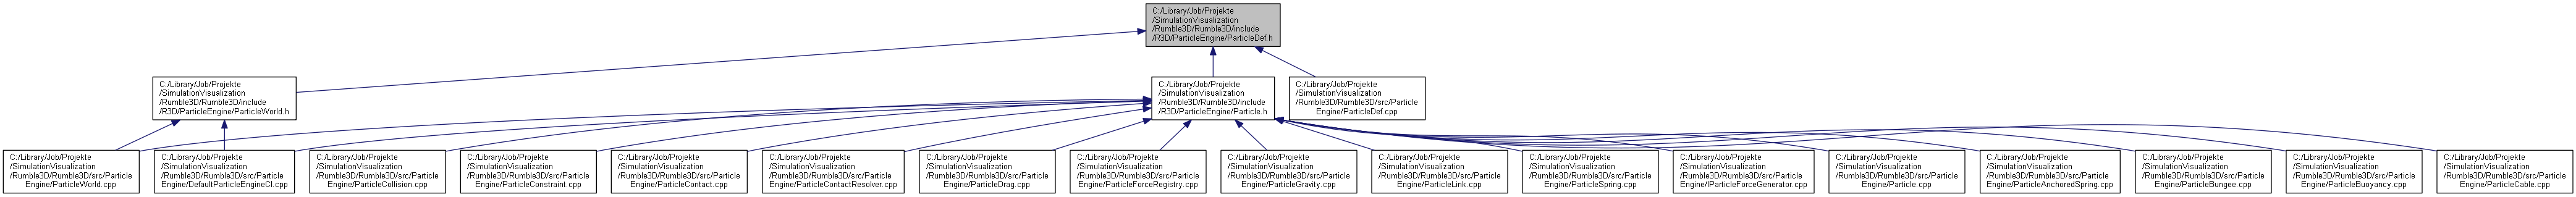 C:/Library/Job/Projekte
/SimulationVisualization
/Rumble3D/Rumble3D/include
/R3D/ParticleEngine/ParticleDef.h
C:/Library/Job/Projekte
/SimulationVisualization
/Rumble3D/Rumble3D/include
/R3D/ParticleEngine/ParticleWorld.h
C:/Library/Job/Projekte
/SimulationVisualization
/Rumble3D/Rumble3D/include
/R3D/ParticleEngine/Particle.h
C:/Library/Job/Projekte
/SimulationVisualization
/Rumble3D/Rumble3D/src/Particle
Engine/ParticleDef.cpp
C:/Library/Job/Projekte
/SimulationVisualization
/Rumble3D/Rumble3D/src/Particle
Engine/ParticleWorld.cpp
C:/Library/Job/Projekte
/SimulationVisualization
/Rumble3D/Rumble3D/src/Particle
Engine/DefaultParticleEngineCI.cpp
C:/Library/Job/Projekte
/SimulationVisualization
/Rumble3D/Rumble3D/src/Particle
Engine/ParticleCollision.cpp
C:/Library/Job/Projekte
/SimulationVisualization
/Rumble3D/Rumble3D/src/Particle
Engine/ParticleConstraint.cpp
C:/Library/Job/Projekte
/SimulationVisualization
/Rumble3D/Rumble3D/src/Particle
Engine/ParticleContact.cpp
C:/Library/Job/Projekte
/SimulationVisualization
/Rumble3D/Rumble3D/src/Particle
Engine/ParticleContactResolver.cpp
C:/Library/Job/Projekte
/SimulationVisualization
/Rumble3D/Rumble3D/src/Particle
Engine/ParticleDrag.cpp
C:/Library/Job/Projekte
/SimulationVisualization
/Rumble3D/Rumble3D/src/Particle
Engine/ParticleForceRegistry.cpp
C:/Library/Job/Projekte
/SimulationVisualization
/Rumble3D/Rumble3D/src/Particle
Engine/ParticleGravity.cpp
C:/Library/Job/Projekte
/SimulationVisualization
/Rumble3D/Rumble3D/src/Particle
Engine/ParticleLink.cpp
C:/Library/Job/Projekte
/SimulationVisualization
/Rumble3D/Rumble3D/src/Particle
Engine/ParticleSpring.cpp
C:/Library/Job/Projekte
/SimulationVisualization
/Rumble3D/Rumble3D/src/Particle
Engine/IParticleForceGenerator.cpp
C:/Library/Job/Projekte
/SimulationVisualization
/Rumble3D/Rumble3D/src/Particle
Engine/Particle.cpp
C:/Library/Job/Projekte
/SimulationVisualization
/Rumble3D/Rumble3D/src/Particle
Engine/ParticleAnchoredSpring.cpp
C:/Library/Job/Projekte
/SimulationVisualization
/Rumble3D/Rumble3D/src/Particle
Engine/ParticleBungee.cpp
C:/Library/Job/Projekte
/SimulationVisualization
/Rumble3D/Rumble3D/src/Particle
Engine/ParticleBuoyancy.cpp
C:/Library/Job/Projekte
/SimulationVisualization
/Rumble3D/Rumble3D/src/Particle
Engine/ParticleCable.cpp